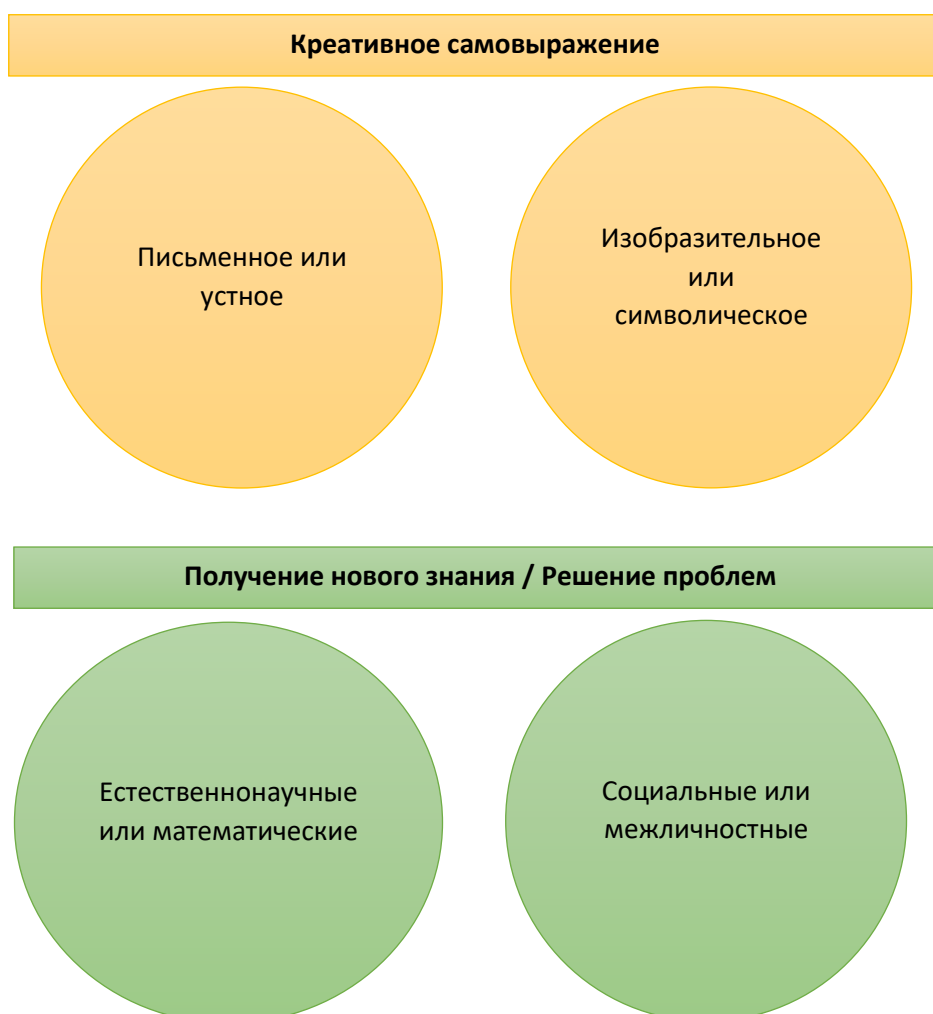 Креативное самовыражение
Письменное или
устное
Изобразительное
или
символическое
Получение нового знания / Решение проблем
Естественнонаучные
или математические
Социальные или
межличностные